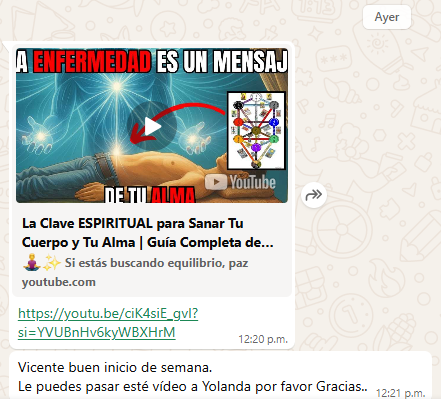 Ayer
A ENFERMEDAD ES UN MENSAJ
DE TU ALMA
YouTube
La Clave ESPIRITUAL para Sanar Tu
Cuerpo y Tu Alma | Guía Completa de...
Si estás buscando equilibrio, paz
youtube.com
https://youtu.be/ciK4siE_gvI?
si=YVUBnHv6kyWBXHrM
12:20 p.m.
Vicente buen inicio de semana.
Le puedes pasar esté vídeo a Yolanda por favor Gracias..
12:21 p.m.